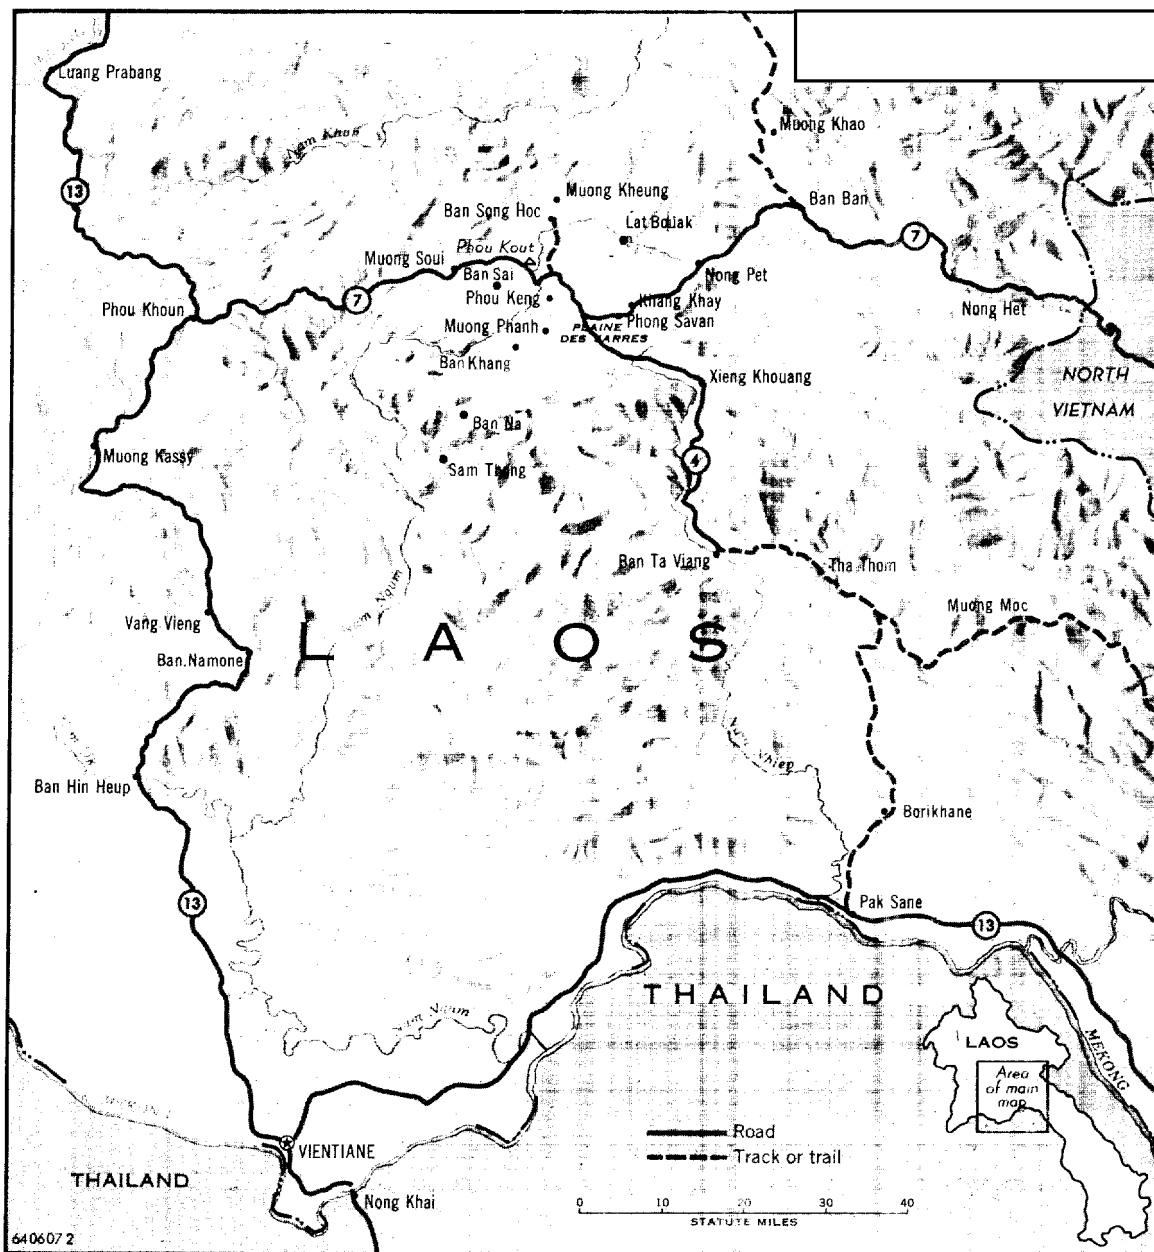 Luang Prabang
Muong Khao
Nam Khan
13
Muong Kheung
Ban Ban
Ban Song Hoc
Lat Bouak
7
Phou Kout
Muong Soui
Ban Sai
Nong Pet
7
Phou Keng
Khang Khay
Nong Het
Phou Khoun
Phong Savan
Muong Phanh
PLAINE
DES JARRES
Ban Khang
Xieng Khouang
NORTH
VIETNAM
Ban Na
Muong Kassy
4
Sam Thong
Ban Ta Viang
Tha Thom
Ngum
Muong Moc
Vang Vieng
LAOS
Ban Namone
Nhiep
Ban Hin Heup
Borikhane
13
Pak Sane
13
THAILAND
Nam Ngum
LAOS
MEKONG
Area
of main
map
Road
VIENTIANE
Track or trail
THAILAND
Nong Khai
0 10 20 30 40
STATUTE MILES
640607 2